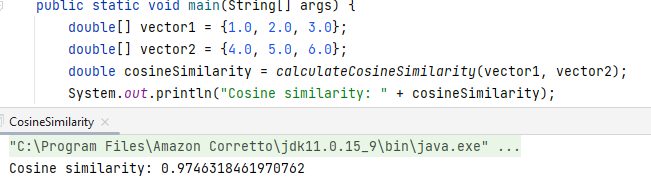 public static void main(String[] args) {
double[] vector1 = {1.0, 2.0, 3.0};
double[] vector2 = {4.0, 5.0, 6.0};
double cosineSimilarity = calculateCosineSimilarity(vector1, vector2);
System.out.println("Cosine similarity: " + cosineSimilarity);
CosineSimilarity ×
"C:\Program Files\Amazon Corretto\jdk11.0.15_9\bin\java.exe" ...
Cosine similarity: 0.9746318461970762